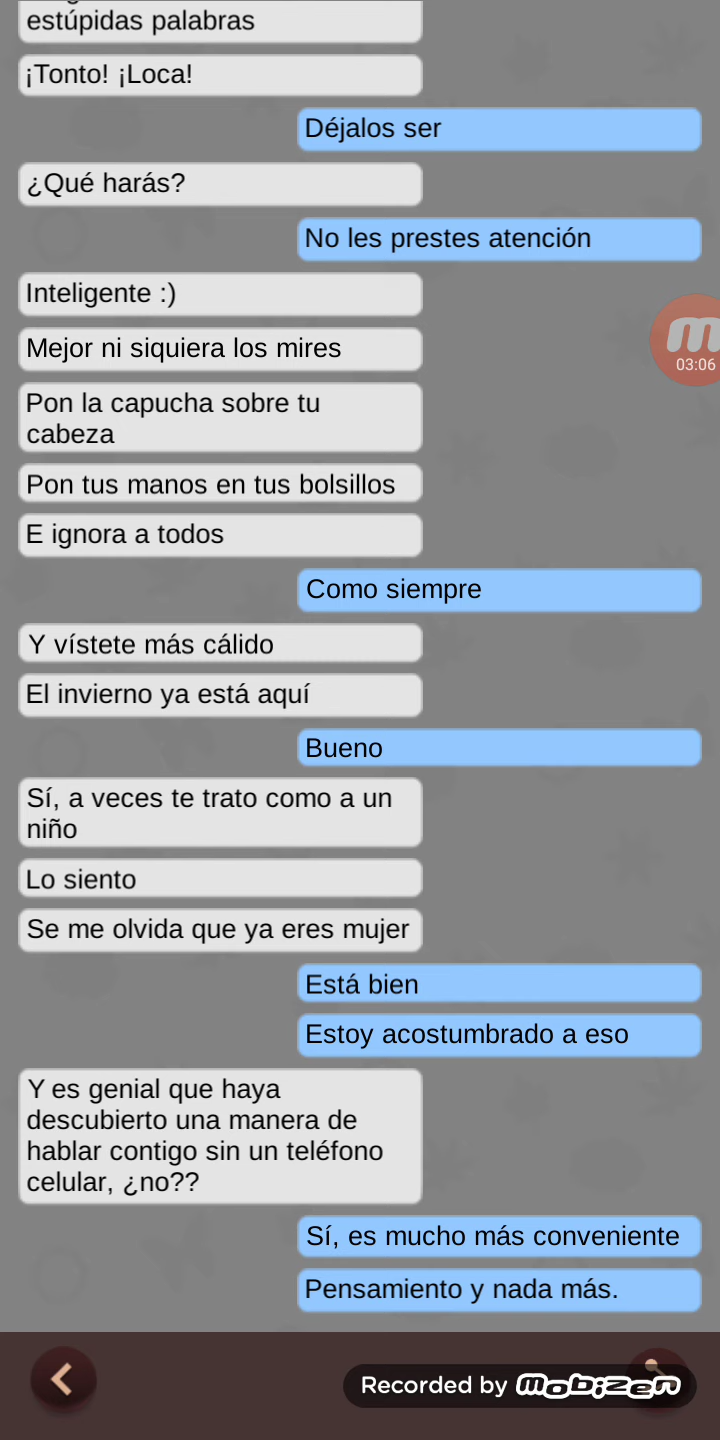 estúpidas palabras
¡Tonto! ¡Loca!
Déjalos ser
¿Qué harás?
No les prestes atención
Inteligente :)
Mejor ni siquiera los mires
03:06
Pon la capucha sobre tu
cabeza
Pon tus manos en tus bolsillos
E ignora a todos
Como siempre
Y vístete más cálido
El invierno ya está aquí
Bueno
Sí, a veces te trato como a un
niño
Lo siento
Se me olvida que ya eres mujer
Está bien
Estoy acostumbrado a eso
Y es genial que haya
descubierto una manera de
hablar contigo sin un teléfono
celular, ¿no??
Sí, es mucho más conveniente
Pensamiento y nada más.
Recorded by mobizen